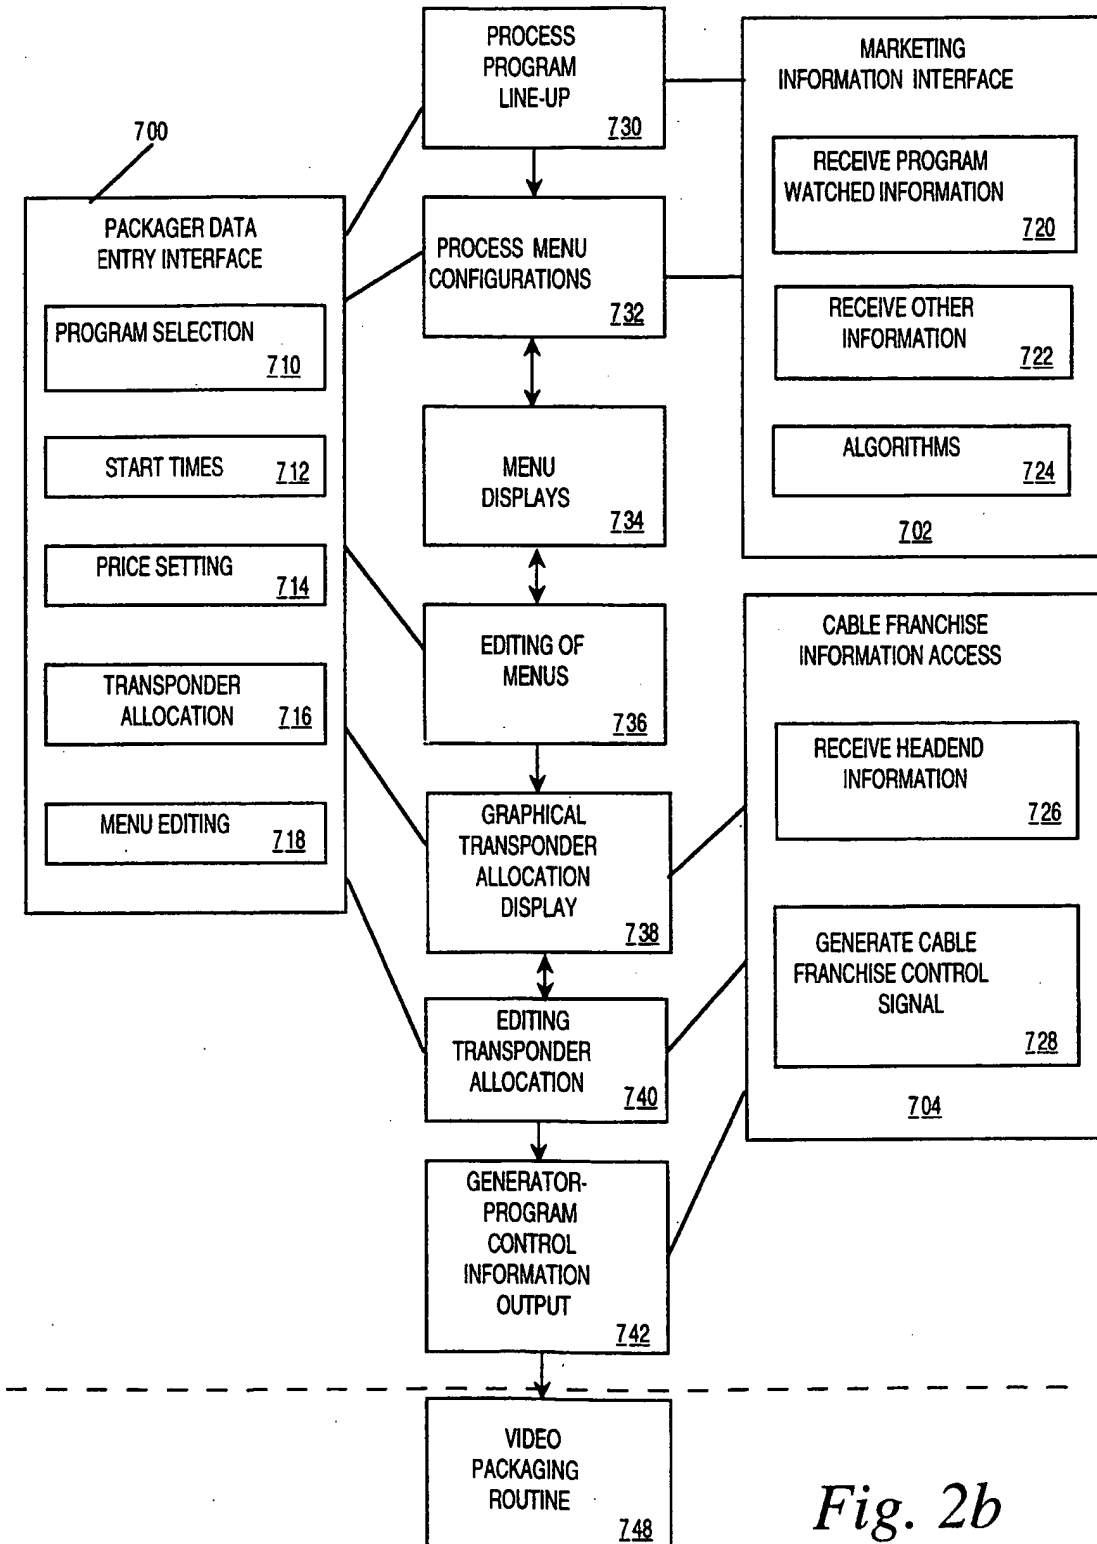 700
PACKAGER DATA
ENTRY INTERFACE
PROGRAM SELECTION
710
START TIMES 712
PRICE SETTING
714
TRANSPONDER
ALLOCATION 716
MENU EDITING
718
PROCESS
PROGRAM
LINE-UP
730
PROCESS MENU
CONFIGURATIONS
732
MENU
DISPLAYS
734
EDITING OF
MENUS
736
GRAPHICAL
TRANSPONDER
ALLOCATION
DISPLAY
738
EDITING
TRANSPONDER
ALLOCATION
740
GENERATOR-
PROGRAM
CONTROL
INFORMATION
OUTPUT
742
VIDEO
PACKAGING
ROUTINE
748
MARKETING
INFORMATION INTERFACE
RECEIVE PROGRAM
WATCHED INFORMATION
720
RECEIVE OTHER
INFORMATION
722
ALGORITHMS
724
702
CABLE FRANCHISE
INFORMATION ACCESS
RECEIVE HEADEND
INFORMATION
726
GENERATE CABLE
FRANCHISE CONTROL
SIGNAL
728
704
Fig. 2b